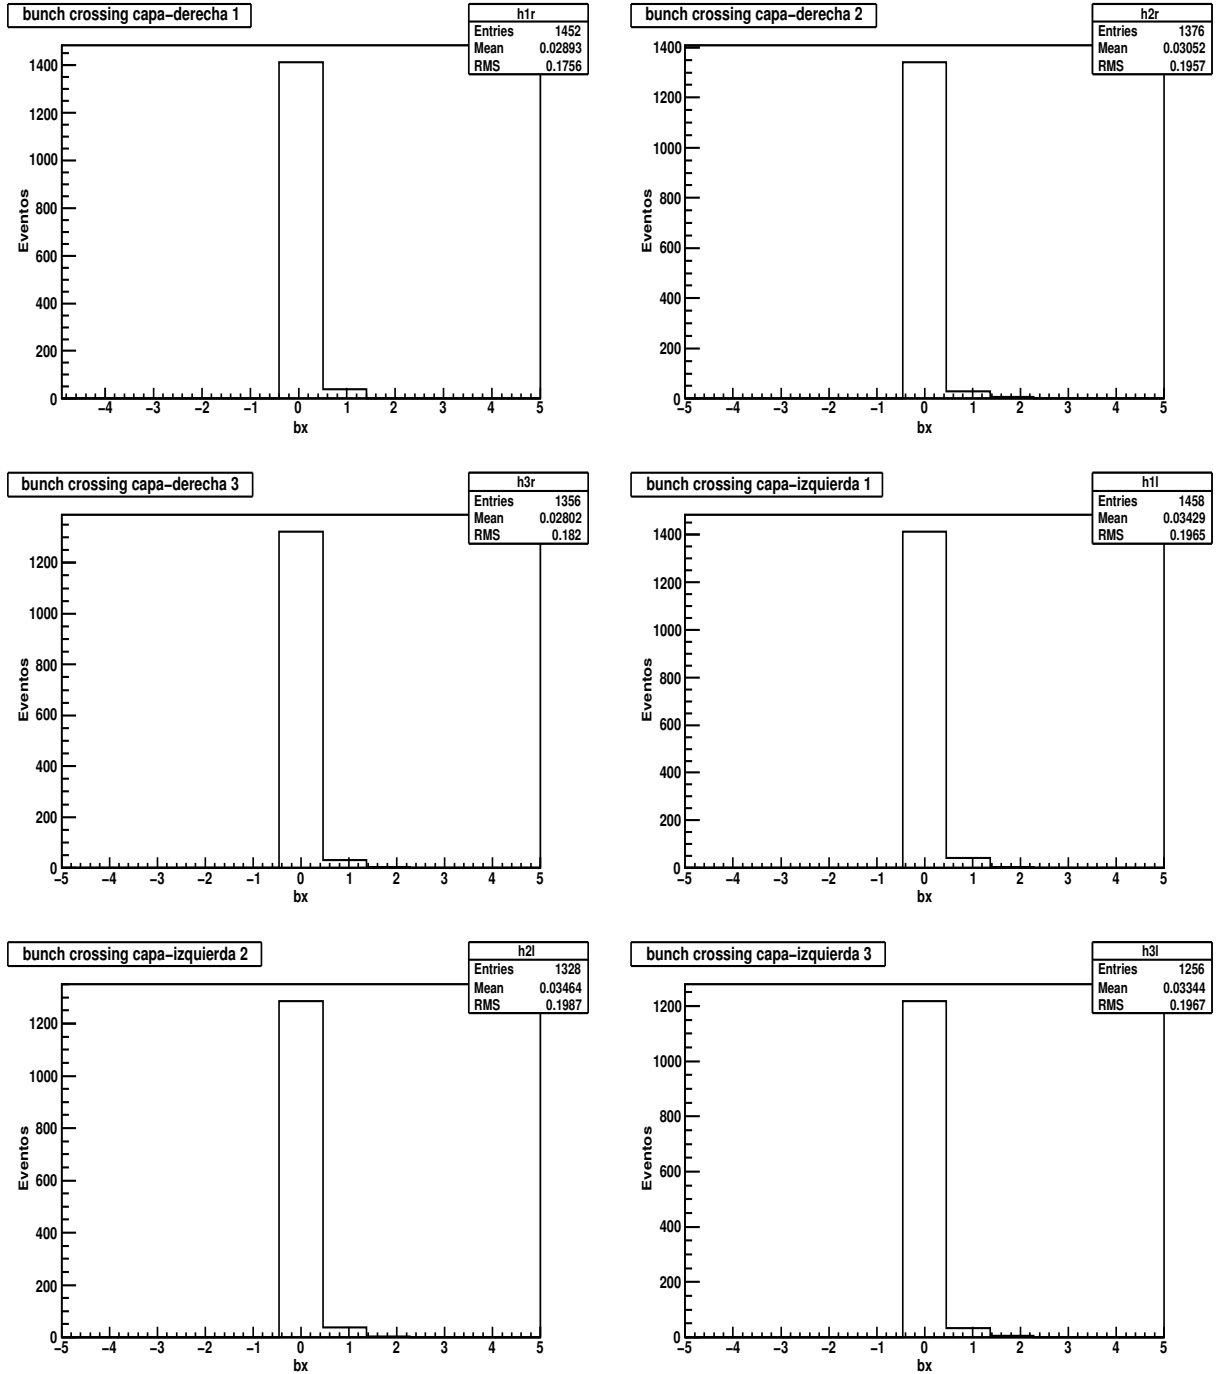 bunch crossing capa-derecha 1
h1r
Entries 1452
Mean 0.02893
RMS 0.1756
Eventos
1400
1200
1000
800
600
400
200
0
-4 -3 -2 -1 0 1 2 3 4 5
bx
bunch crossing capa-derecha 2
h2r
Entries 1376
Mean 0.03052
RMS 0.1957
Eventos
1400
1200
1000
800
600
400
200
0
-5 -4 -3 -2 -1 0 1 2 3 4 5
bx
bunch crossing capa-derecha 3
h3r
Entries 1356
Mean 0.02802
RMS 0.182
Eventos
1200
1000
800
600
400
200
0
-5 -4 -3 -2 -1 0 1 2 3 4 5
bx
bunch crossing capa-izquierda 1
h1l
Entries 1458
Mean 0.03429
RMS 0.1965
Eventos
1400
1200
1000
800
600
400
200
0
-5 -4 -3 -2 -1 0 1 2 3 4 5
bx
bunch crossing capa-izquierda 2
h2l
Entries 1328
Mean 0.03464
RMS 0.1987
Eventos
1200
1000
800
600
400
200
0
-5 -4 -3 -2 -1 0 1 2 3 4 5
bx
bunch crossing capa-izquierda 3
h3l
Entries 1256
Mean 0.03344
RMS 0.1967
Eventos
1200
1000
800
600
400
200
0
-5 -4 -3 -2 -1 0 1 2 3 4 5
bx